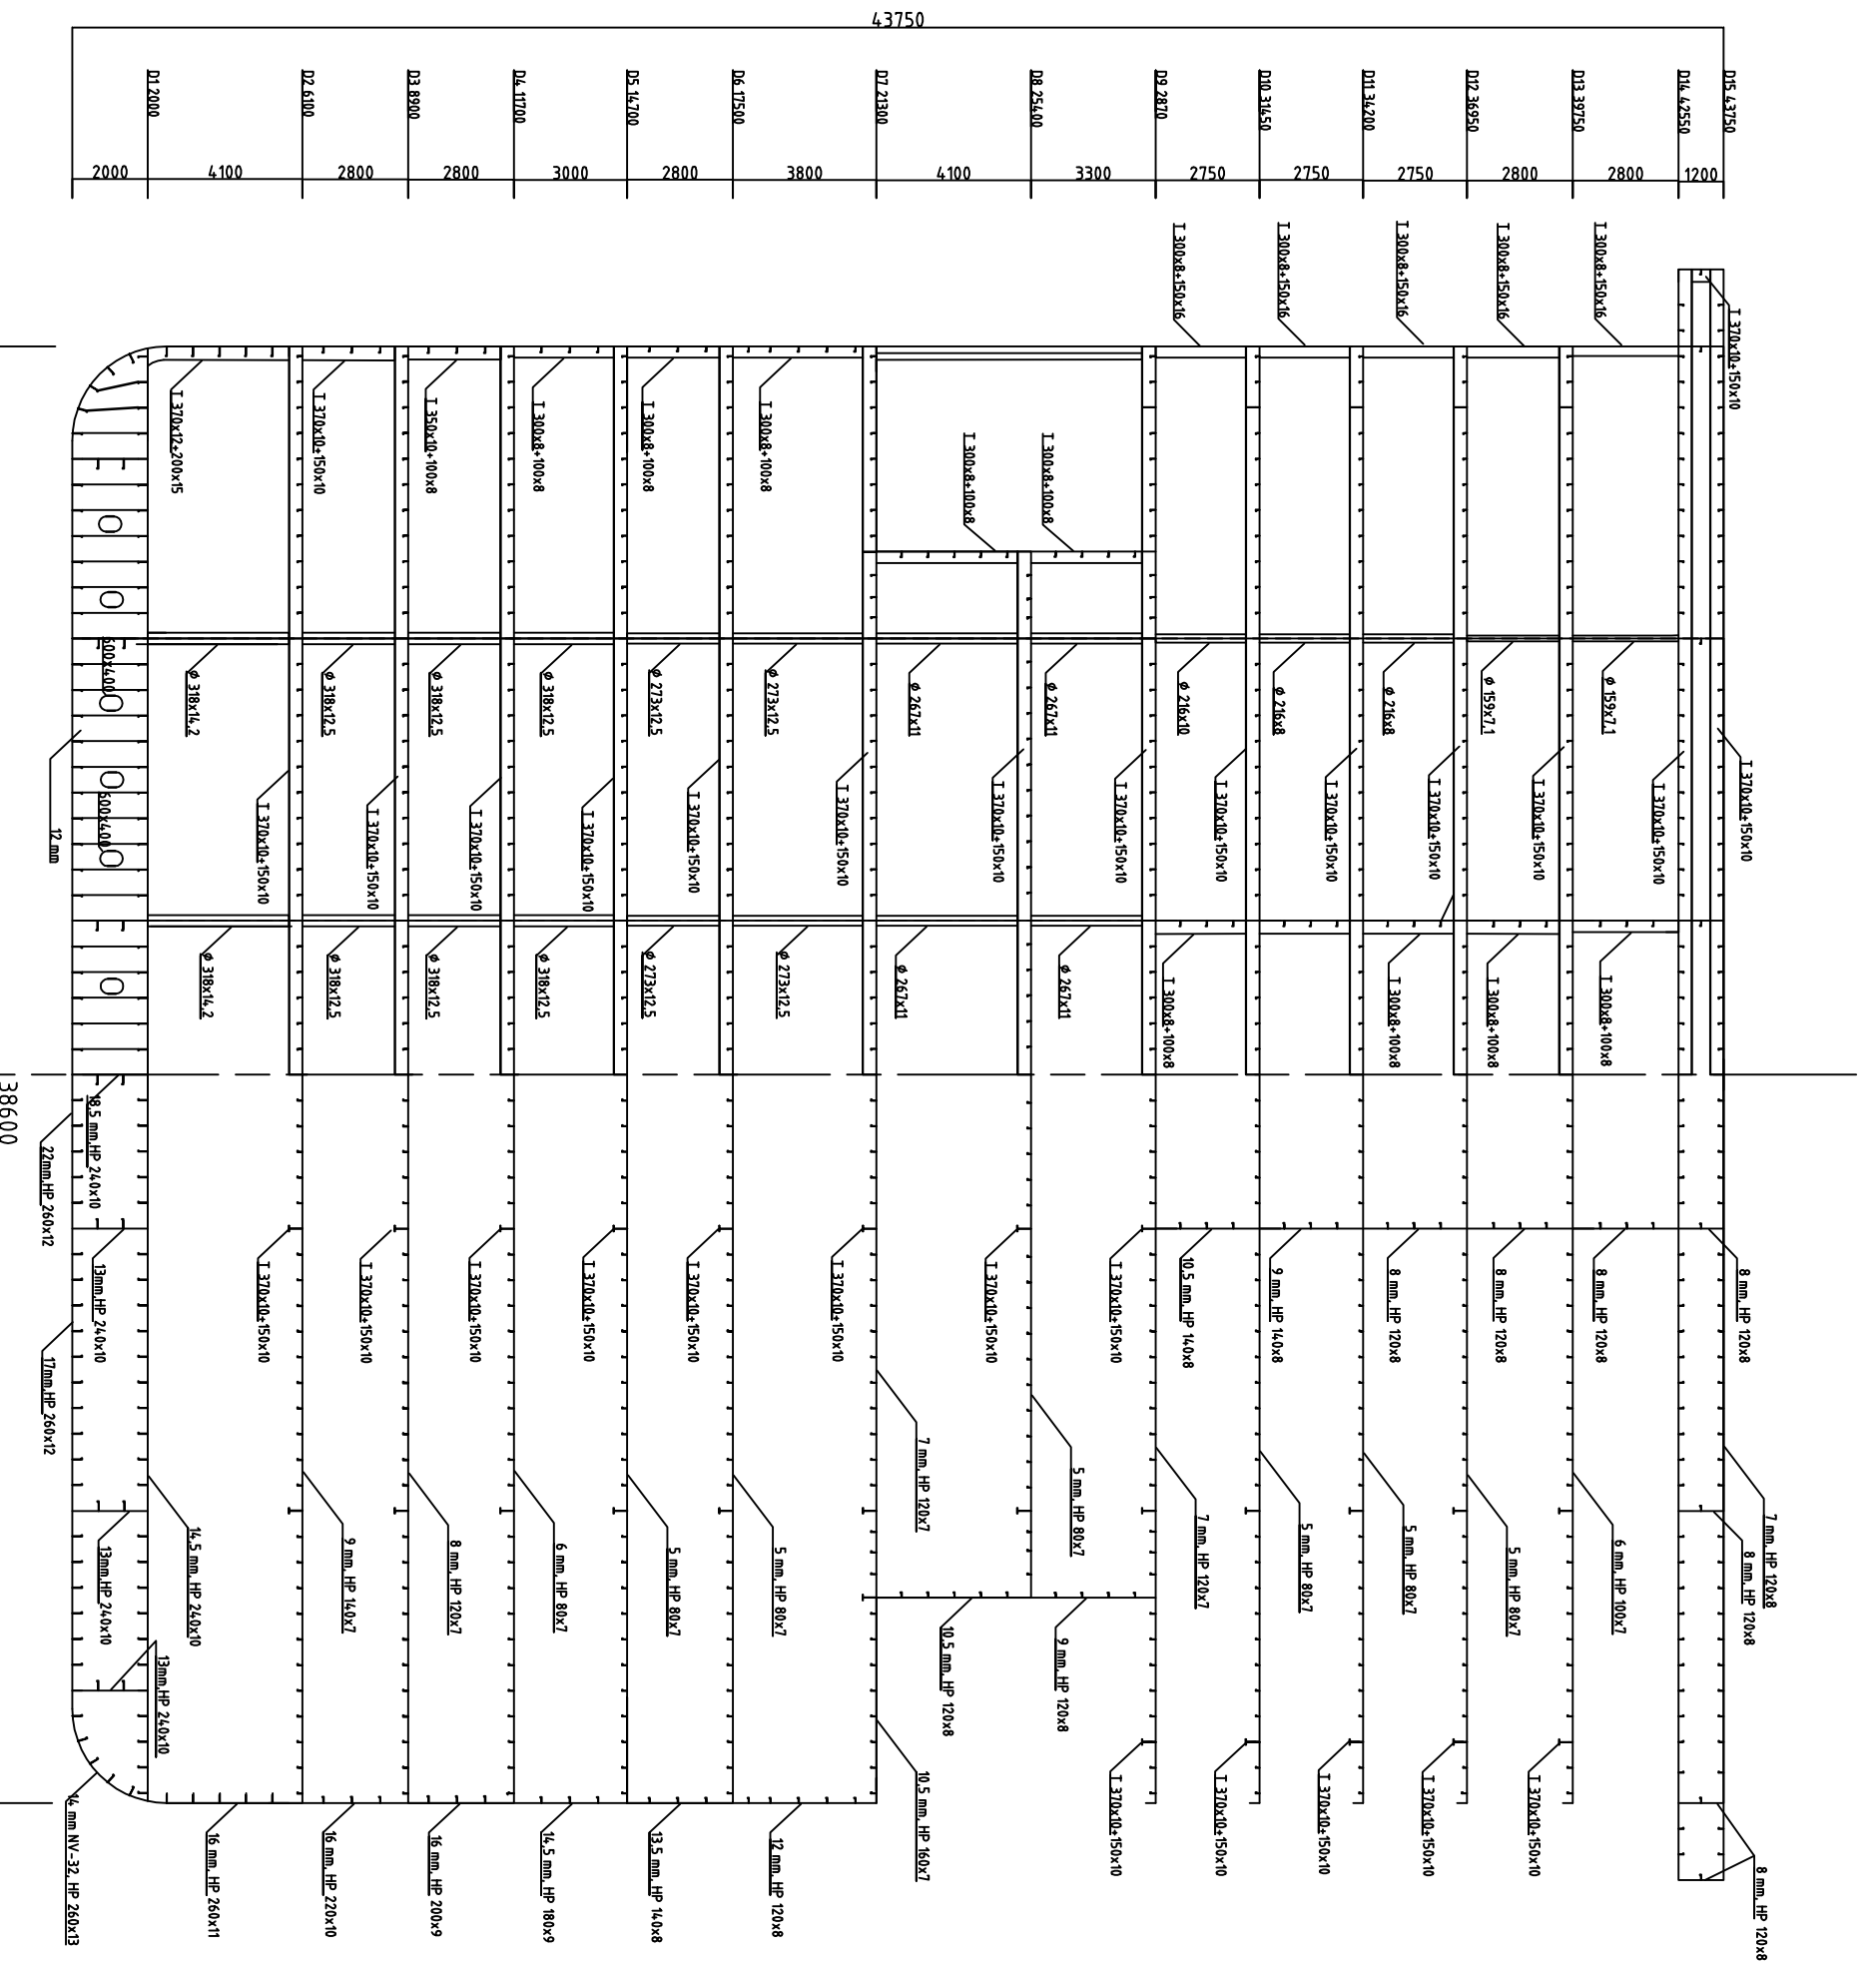 43750
D1 2000
D2 6100
D3 8900
D4 11700
D5 14700
D6 17500
D7 21300
D8 25400
D9 2870
D10 31450
D11 34200
D12 36950
D13 39750
D14 42550
D15 43750
2000
4100
2800
2800
3000
2800
3800
4100
3300
2750
2750
2750
2800
2800
1200
T 300x8+150x16
T 300x8+150x16
T 300x8+150x16
T 300x8+150x16
T 300x8+150x16
T 370x10+150x10
T 370x12+200x15
T 370x10+150x10
T 350x10+100x8
T 300x8+100x8
T 300x8+100x8
T 300x8+100x8
T 300x8+100x8
T 300x8+100x8
600x400
Ø 318x14,2
Ø 318x12,5
Ø 318x12,5
Ø 318x12,5
Ø 273x12,5
Ø 273x12,5
Ø 267x11
Ø 267x11
Ø 216x10
Ø 216x8
Ø 216x8
Ø 159x7,1
Ø 159x7,1
12 mm
600x400
T 370x10+150x10
T 370x10+150x10
T 370x10+150x10
T 370x10+150x10
T 370x10+150x10
T 370x10+150x10
T 370x10+150x10
T 370x10+150x10
T 370x10+150x10
T 370x10+150x10
T 370x10+150x10
T 370x10+150x10
T 370x10+150x10
T 370x10+150x10
Ø 318x14,2
Ø 318x12,5
Ø 318x12,5
Ø 318x12,5
Ø 273x12,5
Ø 273x12,5
Ø 267x11
Ø 267x11
T 300x8+100x8
T 300x8+100x8
T 300x8+100x8
T 300x8+100x8
38600
22mm,HP 260x12
18,5 mm,HP 240x10
13mm,HP 240x10
17mm,HP 260x12
T 370x10+150x10
T 370x10+150x10
T 370x10+150x10
T 370x10+150x10
T 370x10+150x10
T 370x10+150x10
T 370x10+150x10
T 370x10+150x10
10,5 mm, HP 140x8
9 mm, HP 140x8
8 mm, HP 120x8
8 mm, HP 120x8
8 mm, HP 120x8
8 mm, HP 120x8
13mm,HP 240x10
13mm,HP 240x10
14,5 mm, HP 240x10
9 mm, HP 140x7
8 mm, HP 120x7
6 mm, HP 80x7
5 mm, HP 80x7
5 mm, HP 80x7
7 mm, HP 120x7
5 mm, HP 80x7
7 mm, HP 120x7
5 mm, HP 80x7
5 mm, HP 80x7
5 mm, HP 80x7
6 mm, HP 100x7
8 mm, HP 120x8
7 mm, HP 120x8
10,5 mm, HP 120x8
9 mm, HP 120x8
10,5 mm, HP 160x7
T 370x10+150x10
T 370x10+150x10
T 370x10+150x10
T 370x10+150x10
T 370x10+150x10
14 mm NV-32, HP 260x13
16 mm, HP 260x11
16 mm, HP 220x10
16 mm, HP 200x9
14,5 mm, HP 180x9
13,5 mm, HP 140x8
12 mm, HP 120x8
8 mm, HP 120x8